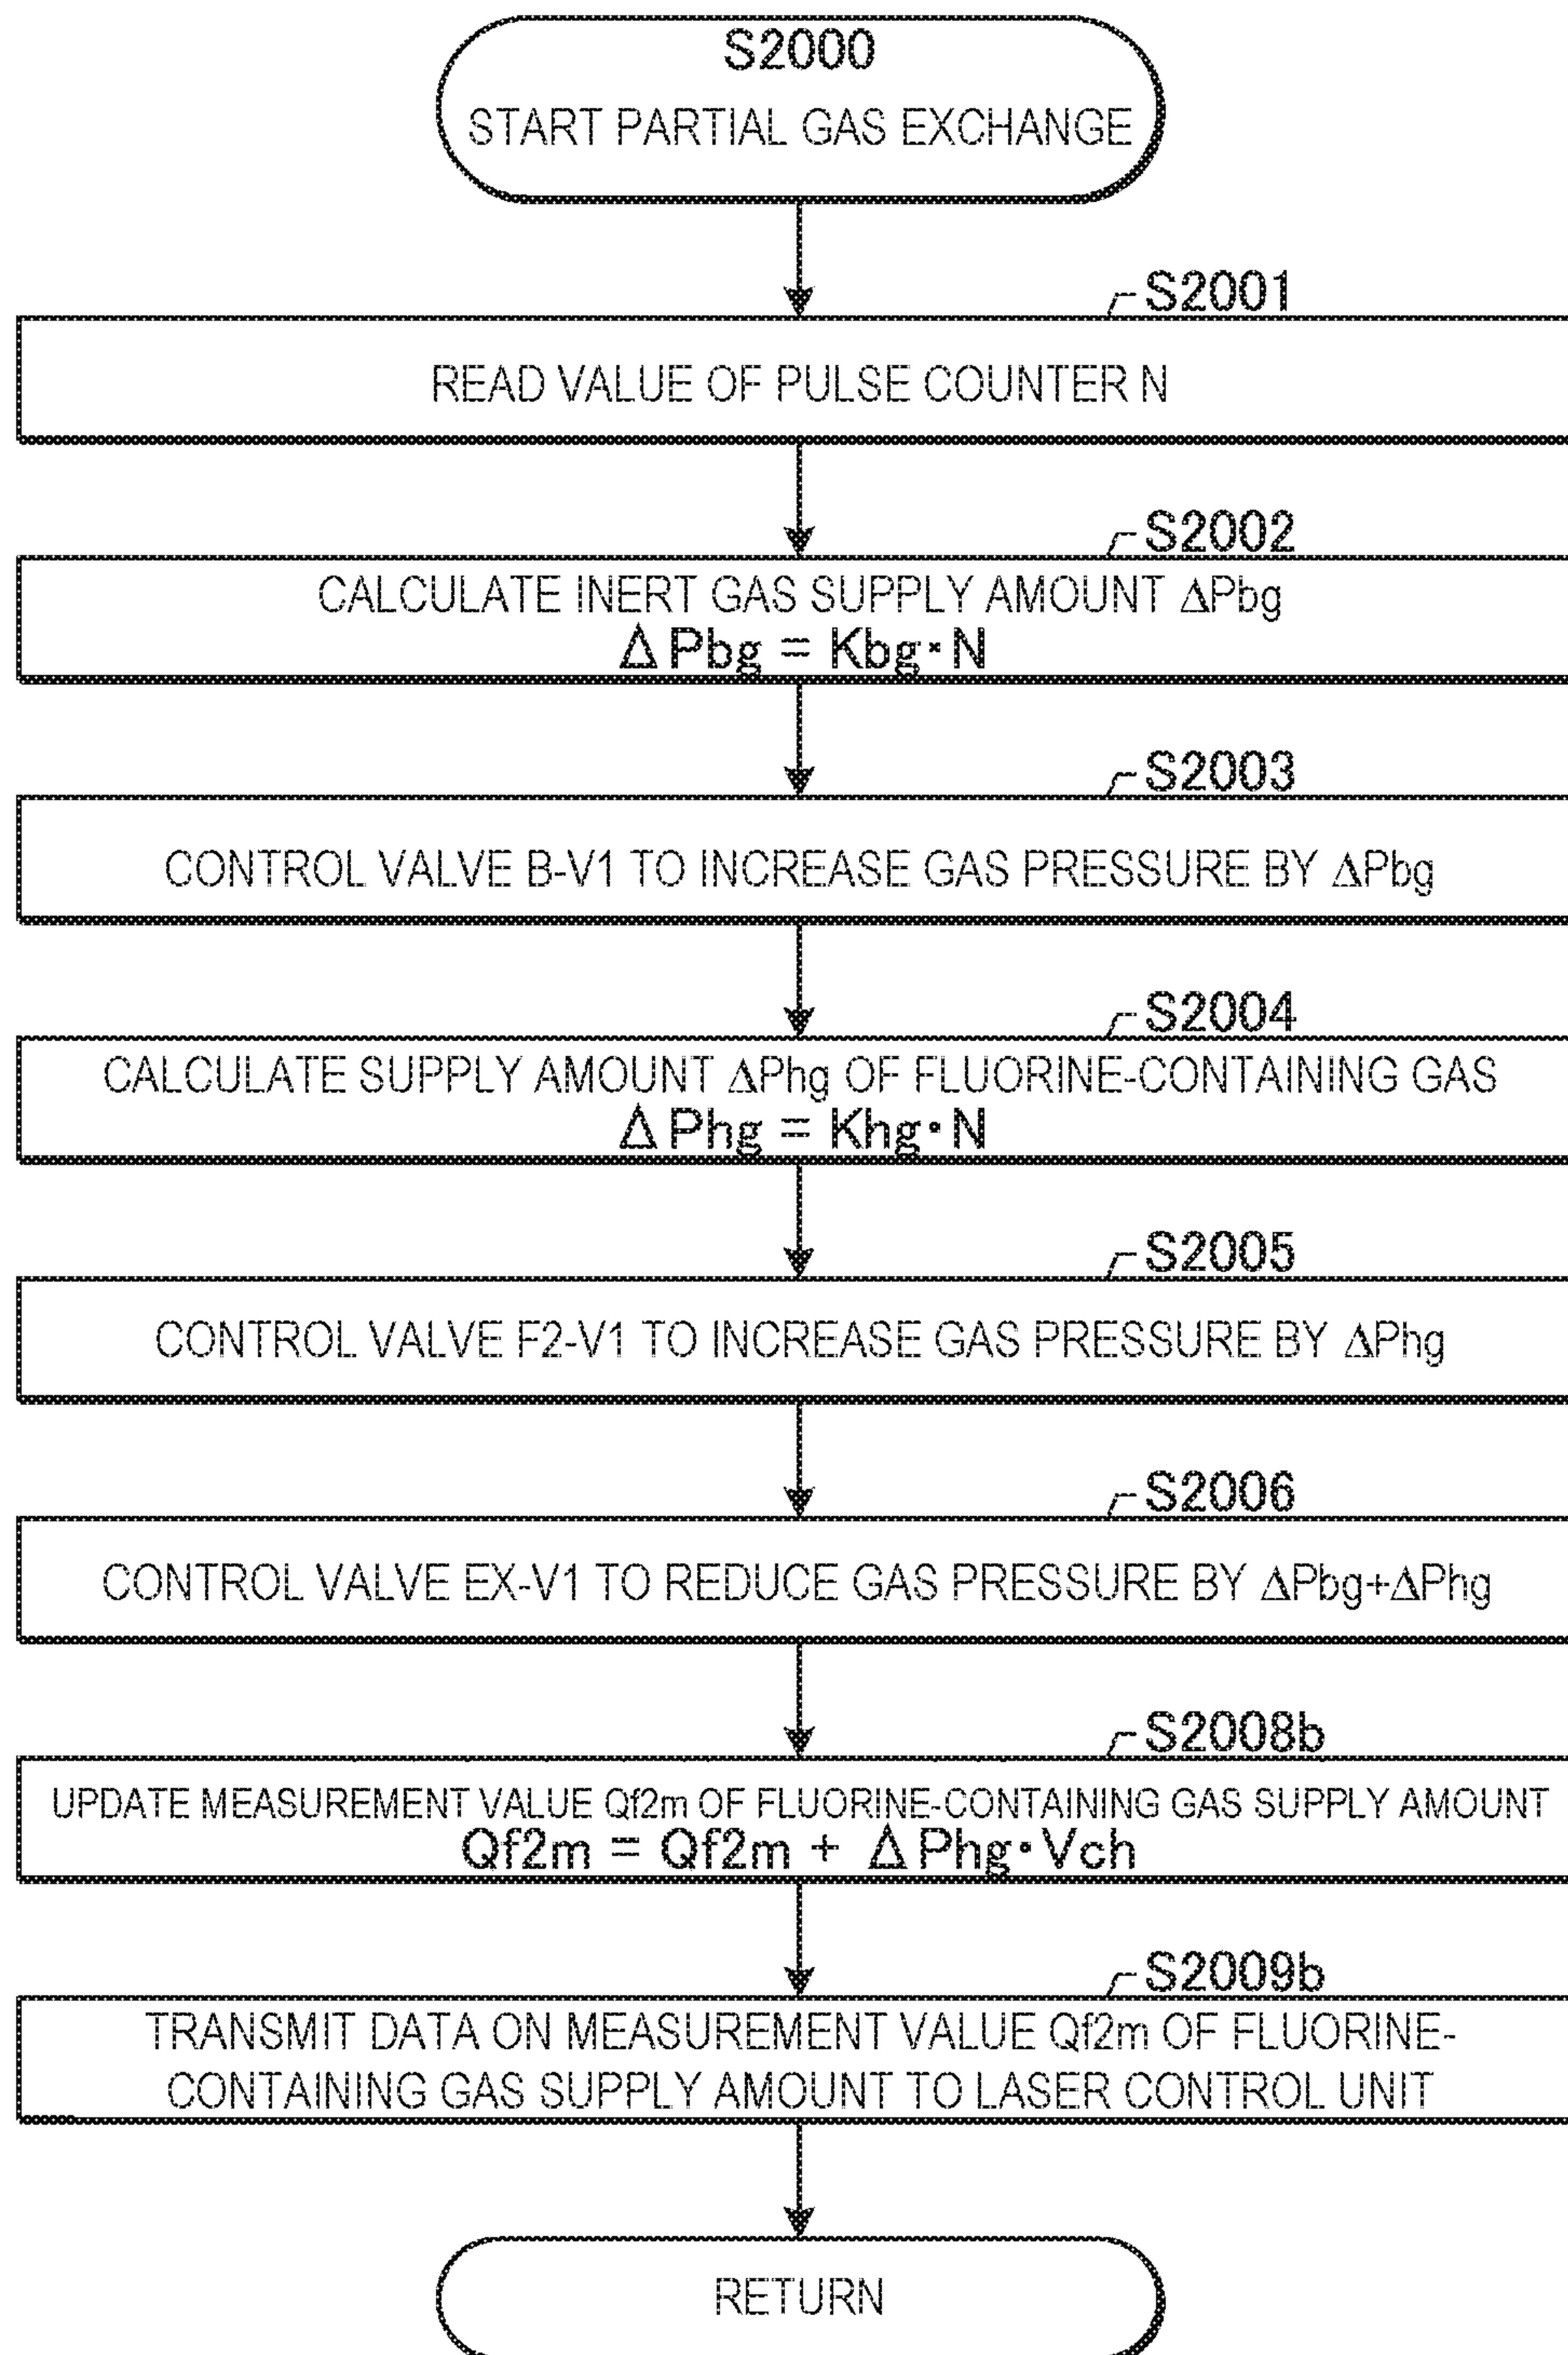 S2000
START PARTIAL GAS EXCHANGE
S2001
READ VALUE OF PULSE COUNTER N
S2002
CALCULATE INERT GAS SUPPLY AMOUNT ΔPbg
ΔPbg = Kbg・N
S2003
CONTROL VALVE B-V1 TO INCREASE GAS PRESSURE BY ΔPbg
S2004
CALCULATE SUPPLY AMOUNT ΔPhg OF FLUORINE-CONTAINING GAS
ΔPhg = Khg・N
S2005
CONTROL VALVE F2-V1 TO INCREASE GAS PRESSURE BY ΔPhg
S2006
CONTROL VALVE EX-V1 TO REDUCE GAS PRESSURE BY ΔPbg+ΔPhg
S2008b
UPDATE MEASUREMENT VALUE Qf2m OF FLUORINE-CONTAINING GAS SUPPLY AMOUNT
Qf2m = Qf2m + ΔPhg・Vch
S2009b
TRANSMIT DATA ON MEASUREMENT VALUE Qf2m OF FLUORINE-
CONTAINING GAS SUPPLY AMOUNT TO LASER CONTROL UNIT
RETURN